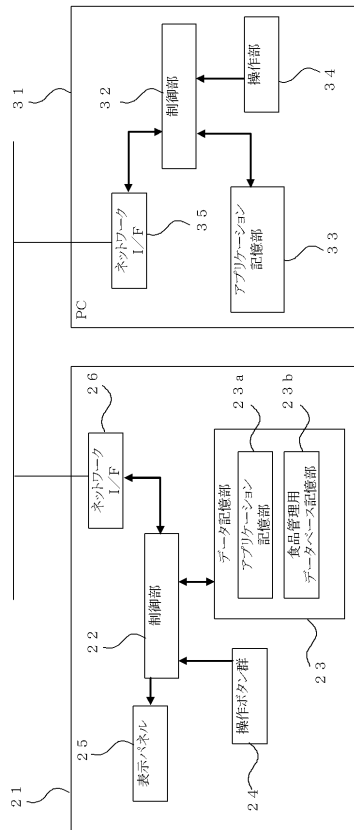 21
25
表示パネル
22
制御部
26
ネットワーク
I/F
24
操作ボタン群
23
データ記憶部
23a
アプリケーション
記憶部
23b
食品管理用
データベース記憶部
31
PC
35
ネットワーク
I/F
32
制御部
33
アプリケーション
記憶部
34
操作部